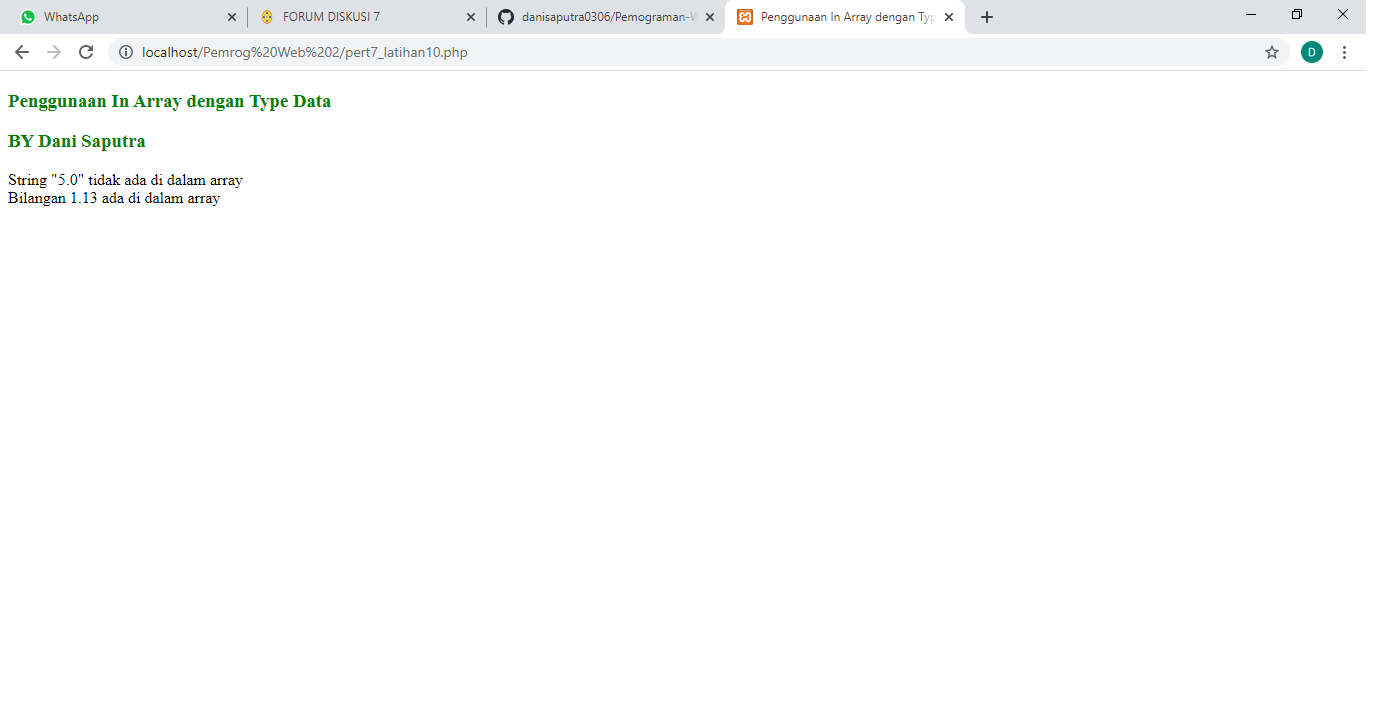 WhatsApp
FORUM DISKUSI 7
danisaputra0306/Pemograman-W
Penggunaan In Array dengan Typ
localhost/Pemrog%20Web%202/pert7_latihan10.php
D
Penggunaan In Array dengan Type Data
BY Dani Saputra
String "5.0" tidak ada di dalam array
Bilangan 1.13 ada di dalam array